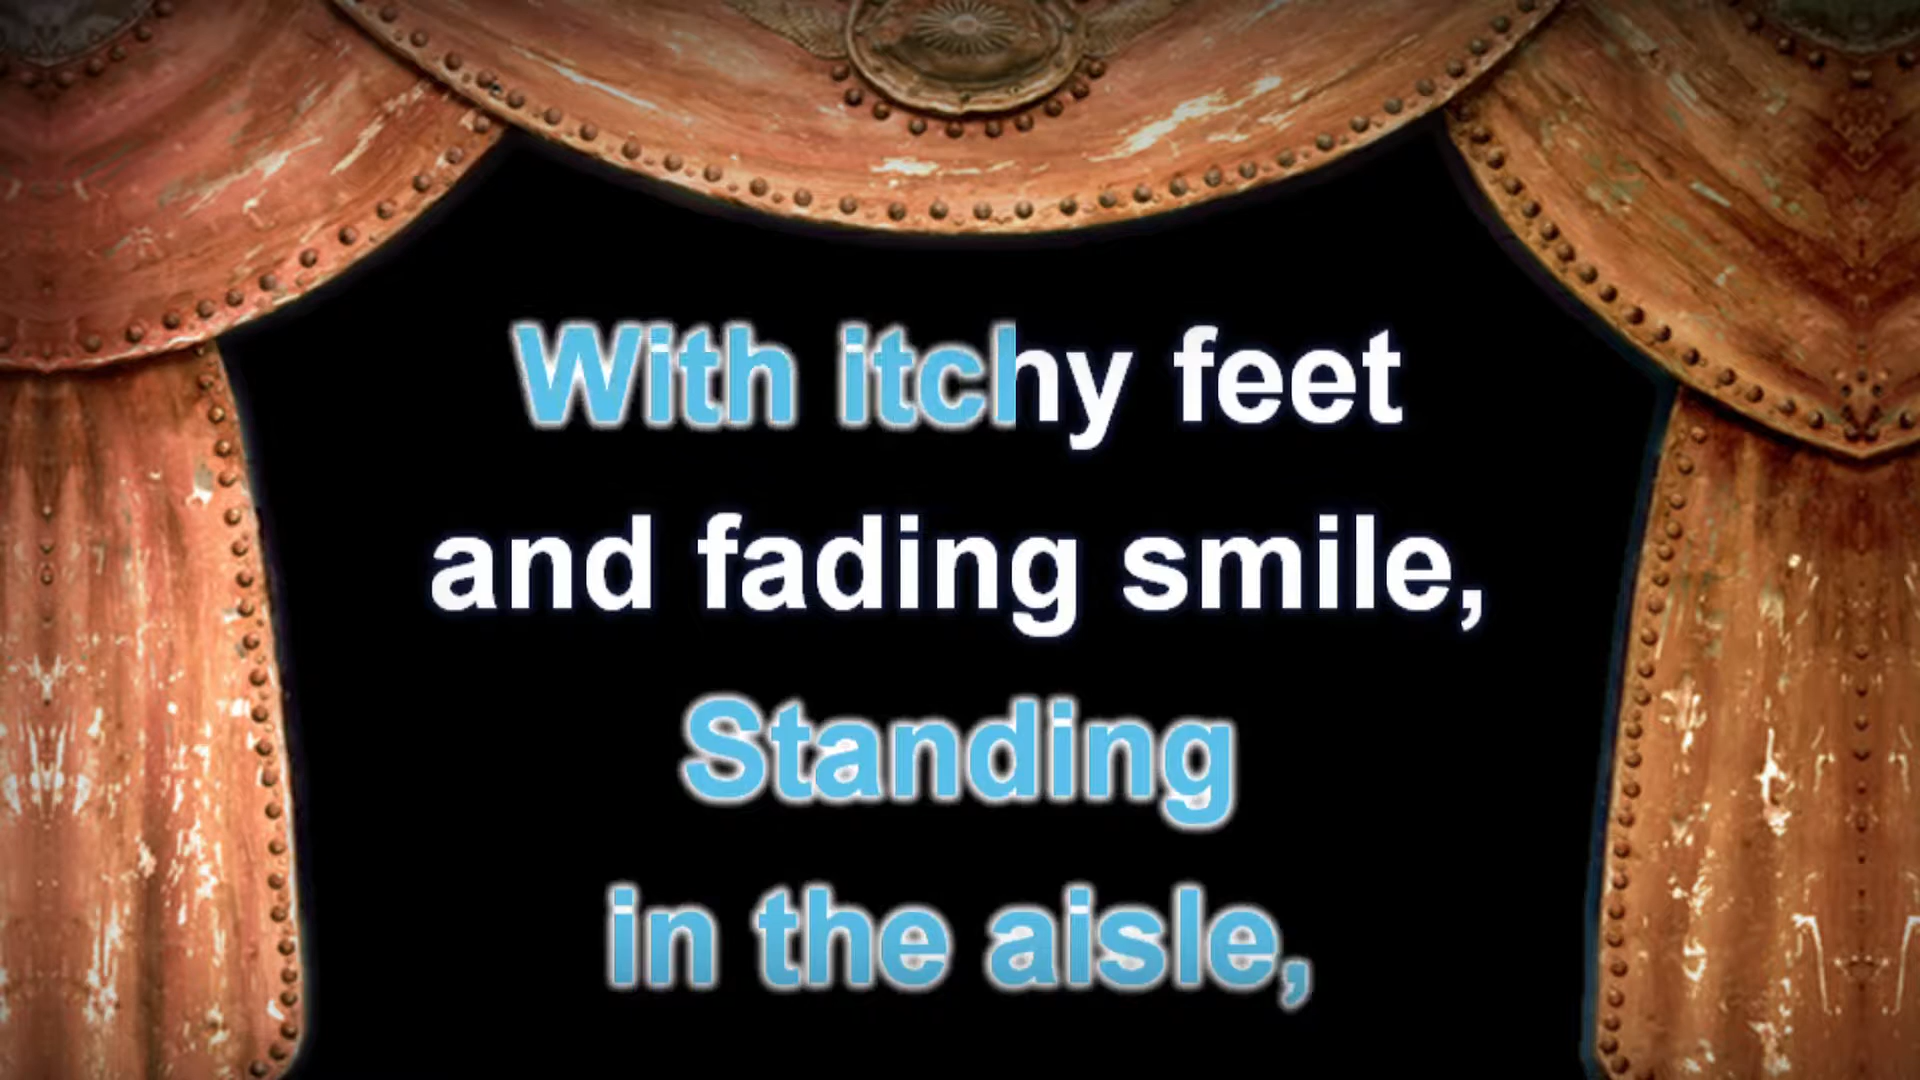 With itchy feet
and fading smile,
Standing
in the aisle,